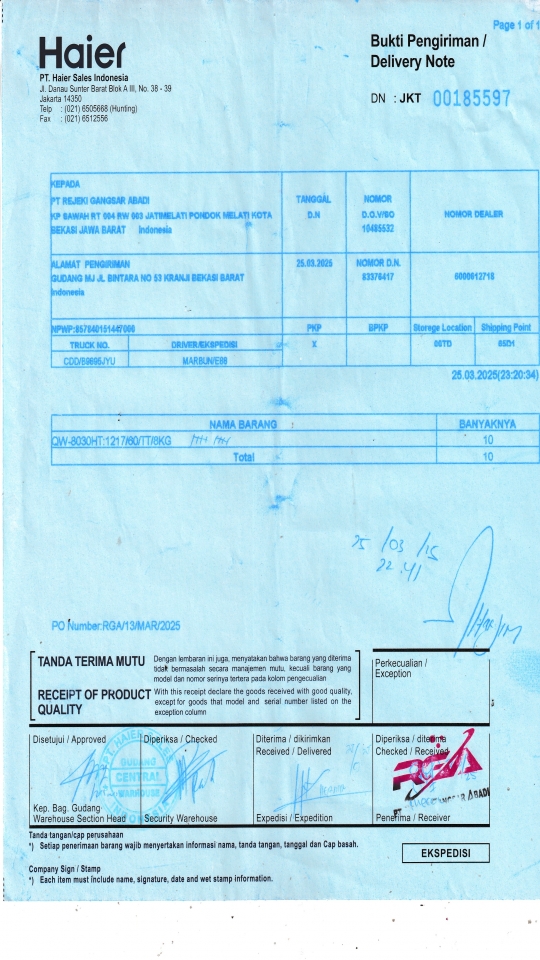 Page 1 of 1
Haier
PT. Haier Sales Indonesia
Jl. Danau Sunter Barat Blok A III, No. 38 - 39
Jakarta 14350
Telp : (021) 6505668 (Hunting)
Fax : (021) 6512556
Bukti Pengiriman /
Delivery Note
DN : JKT 00185597
KEPADA
PT REJEKI GANGSAR ABADI
KP SAWAH RT 004 RW 003 JATIMELATI PONDOK MELATI KOTA
BEKASI JAWA BARAT Indonesia
TANGGAL
D.N
NOMOR
D.O./SO
16485532
NOMOR DEALER
ALAMAT PENGIRIMAN
GUDANG MJ JL BINTARA NO 53 KRANJI BEKASI BARAT
Indonesia
25.03.2025
NOMOR D.N.
83376417
6000012718
NPWP:857840151447000
PKP
BPKP
Storege Location
Shipping Point
TRUCK NO.
DRIVER/EKSPEDISI
X
06TD
65D1
CDD/B9895JYU
MARBUN/E88
25.03.2025(23:20:34)
NAMA BARANG
BANYAKNYA
QW-8030HT:1217/60/TT/8KG
10
Total
10
25/03/25
22.41
PO Number:RGA/13/MAR/2025
TANDA TERIMA MUTU
Dengan lembaran ini juga, menyatakan bahwa barang yang diterima
tidak bermasalah secara manajemen mutu, kecuali barang yang
model dan nomor serinya tertera pada kolom pengecualian
RECEIPT OF PRODUCT
QUALITY
With this receipt declare the goods received with good quality,
except for goods that model and serial number listed on the
exception column
Perkecualian /
Exception
Disetujui / Approved
Diperiksa / Checked
Diterima / dikirimkan
Received / Delivered
Diperiksa / diterima
Checked / Received
GUDANG
CENTRAL
WAREHOUSE
RGA
Kep. Bag. Gudang
Warehouse Section Head
Security Warehouse
Expedisi / Expedition
Penerima / Receiver
Tanda tangan/cap perusahaan
*) Setiap penerimaan barang wajib menyertakan informasi nama, tanda tangan, tanggal dan Cap basah.
EKSPEDISI
Company Sign / Stamp
*) Each item must include name, signature, date and wet stamp information.